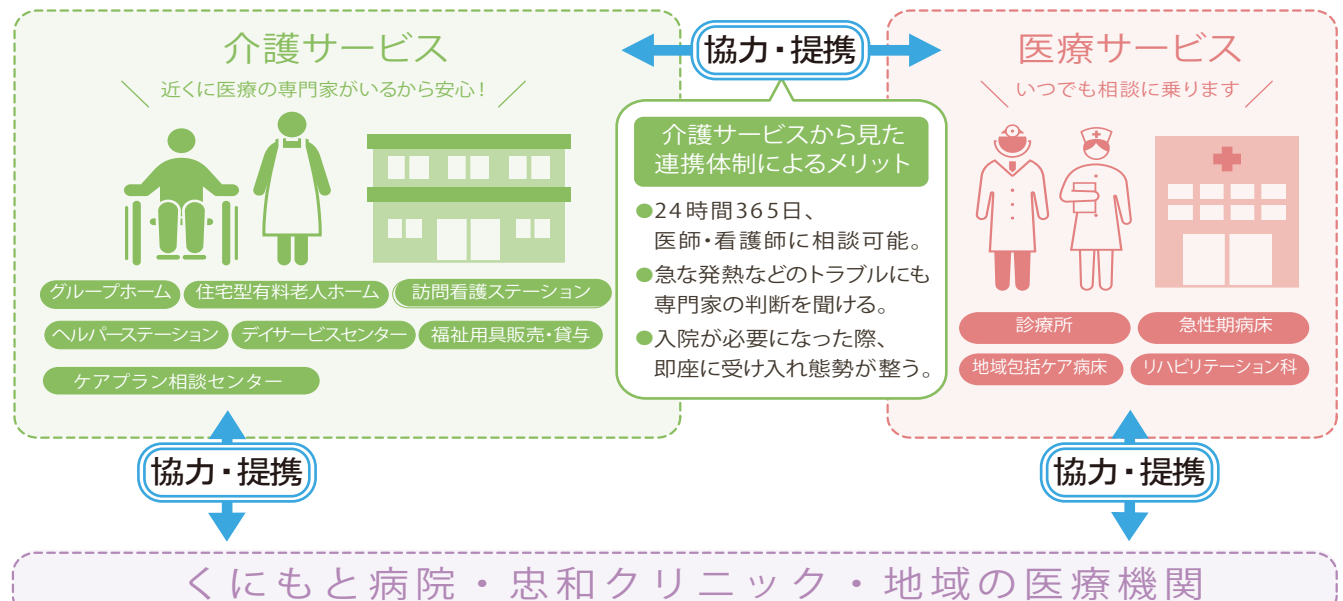 介護サービス
近くに医療の専門家がいるから安心！
グループホーム
住宅型有料老人ホーム
訪問看護ステーション
ヘルパーステーション
デイサービスセンター
福祉用具販売・貸与
ケアプラン相談センター
協力・提携
介護サービスから見た
連携体制によるメリット
●24時間365日、
医師・看護師に相談可能。
●急な発熱などのトラブルにも
専門家の判断を聞ける。
●入院が必要になった際、
即座に受け入れ態勢が整う。
医療サービス
いつでも相談に乗ります
診療所
急性期病床
地域包括ケア病床
リハビリテーション科
協力・提携
協力・提携
くにもと病院・忠和クリニック・地域の医療機関